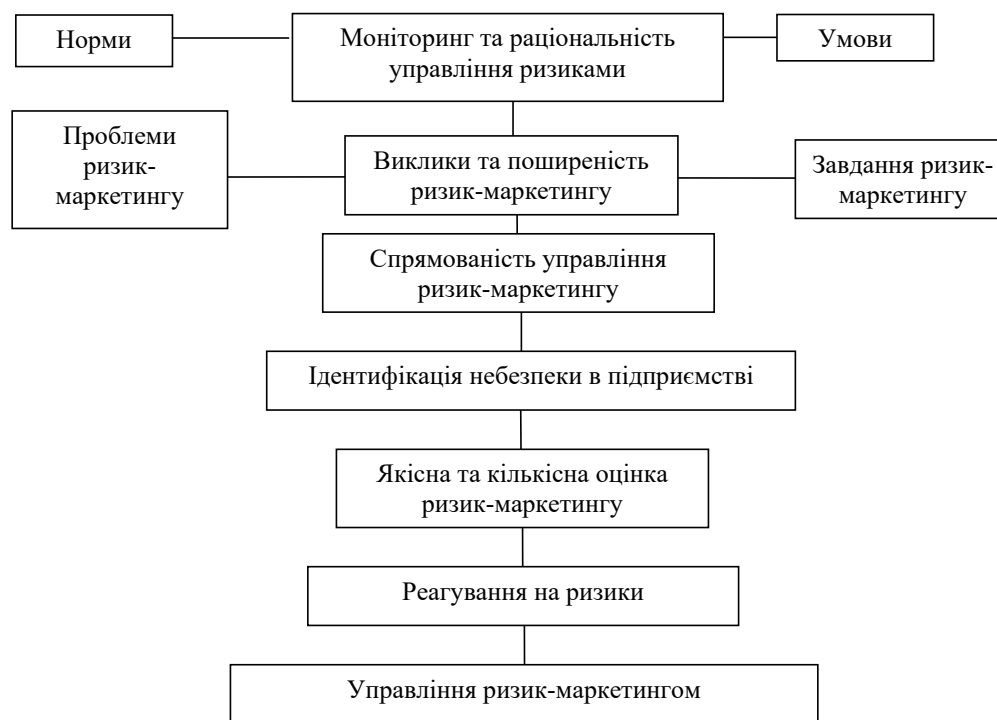 Норми
Моніторинг та раціональність
управління ризиками
Умови
Проблеми
ризик-
маркетингу
Виклики та поширеність
ризик-маркетингу
Завдання ризик-
маркетингу
Спрямованість управління
ризик-маркетингу
Ідентифікація небезпеки в підприємстві
Якісна та кількісна оцінка
ризик-маркетингу
Реагування на ризики
Управління ризик-маркетингом